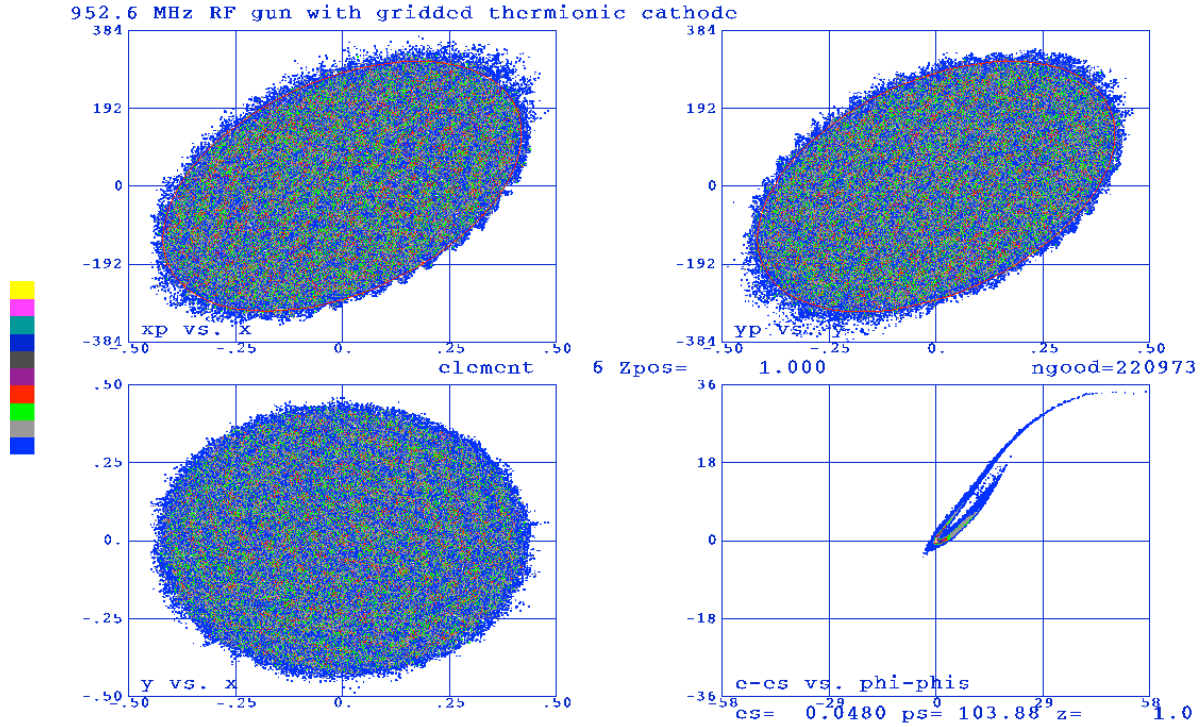 952.6 MHz RF gun with gridded thermionic cathode
384
192
0
-192
-384
xp vs. x
-.50 -.25 0. .25 .50
384
192
0
-192
-384
yp vs. y
-.50 -.25 0. .25 .50
element 6 Zpos= 1.000 ngood=220973
.50
.25
0.
-.25
-.50
y vs. x
-.50 -.25 0. .25 .50
36
18
0
-18
-36
e-es vs. phi-phis
-58 -29 0 29 58
es= 0.0480 ps= 103.88 z= 1.0